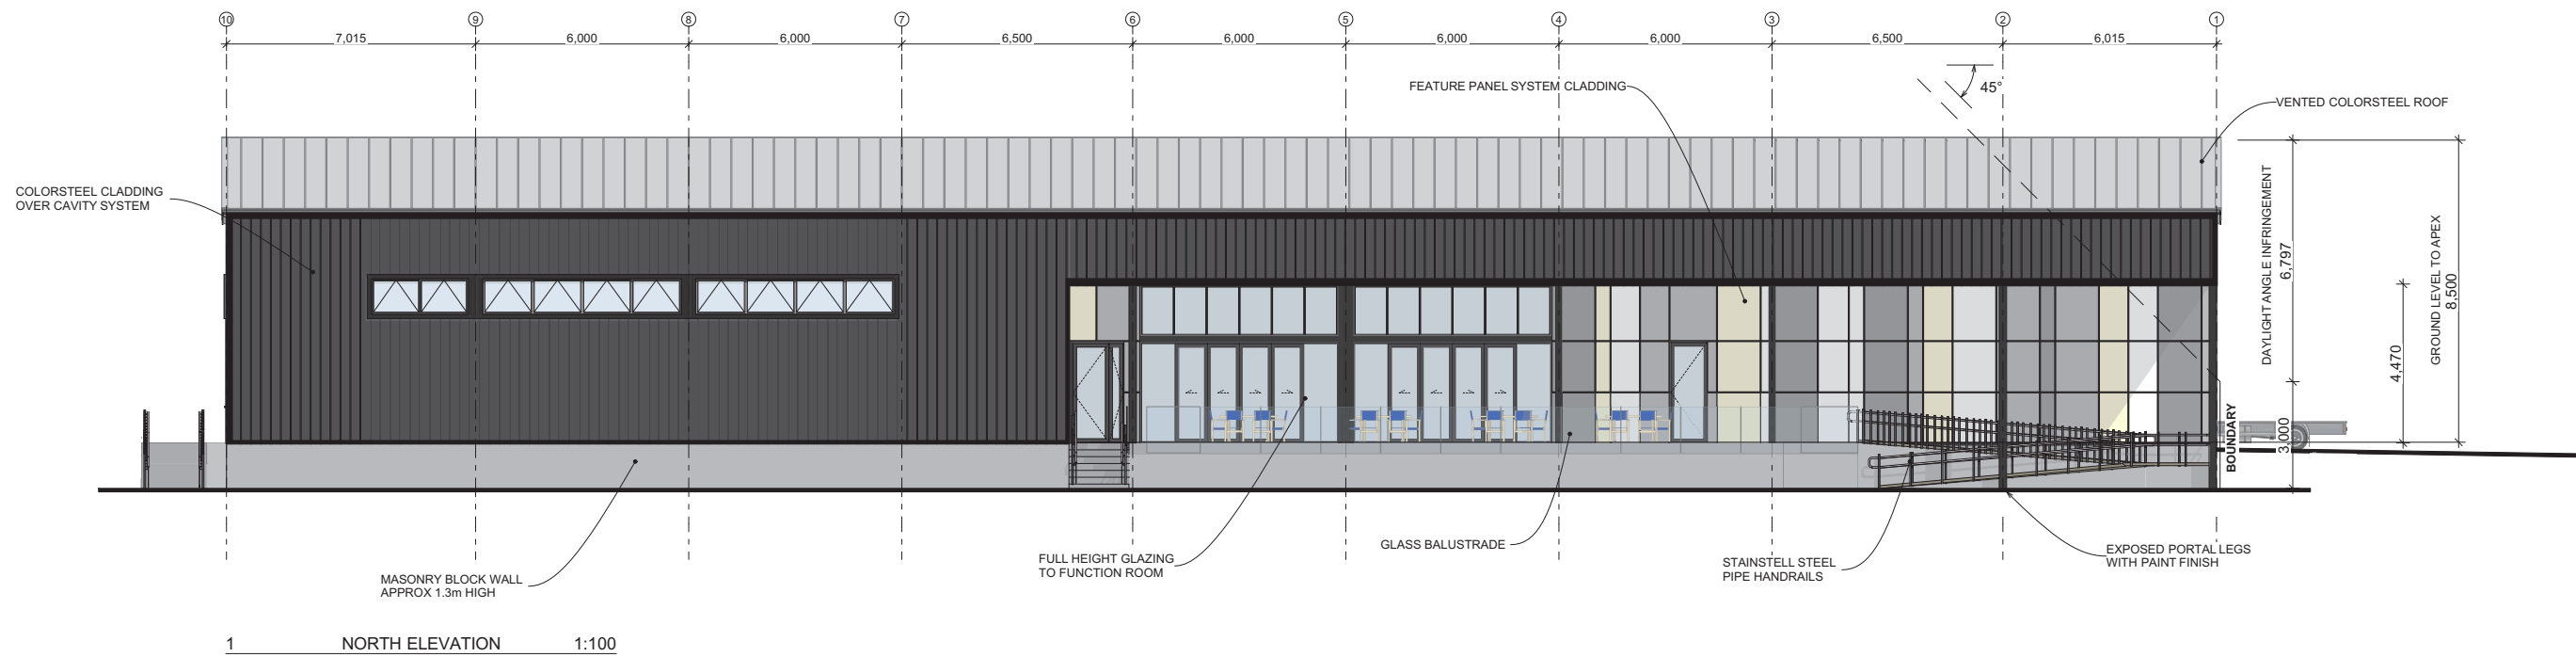 10 9 8 7 6 5 4 3 2 1
7,015 6,000 6,000 6,500 6,000 6,000 6,000 6,500 6,015
FEATURE PANEL SYSTEM CLADDING
45°
VENTED COLORSTEEL ROOF
COLORSTEEL CLADDING
OVER CAVITY SYSTEM
DAYLIGHT ANGLE INFRINGEMENT
6,797
GROUND LEVEL TO APEX
8,500
4,470
3,000
BOUNDARY
GLASS BALUSTRADE
FULL HEIGHT GLAZING
TO FUNCTION ROOM
STAINSTELL STEEL
PIPE HANDRAILS
EXPOSED PORTAL LEGS
WITH PAINT FINISH
MASONRY BLOCK WALL
APPROX 1.3m HIGH
1 NORTH ELEVATION 1:100